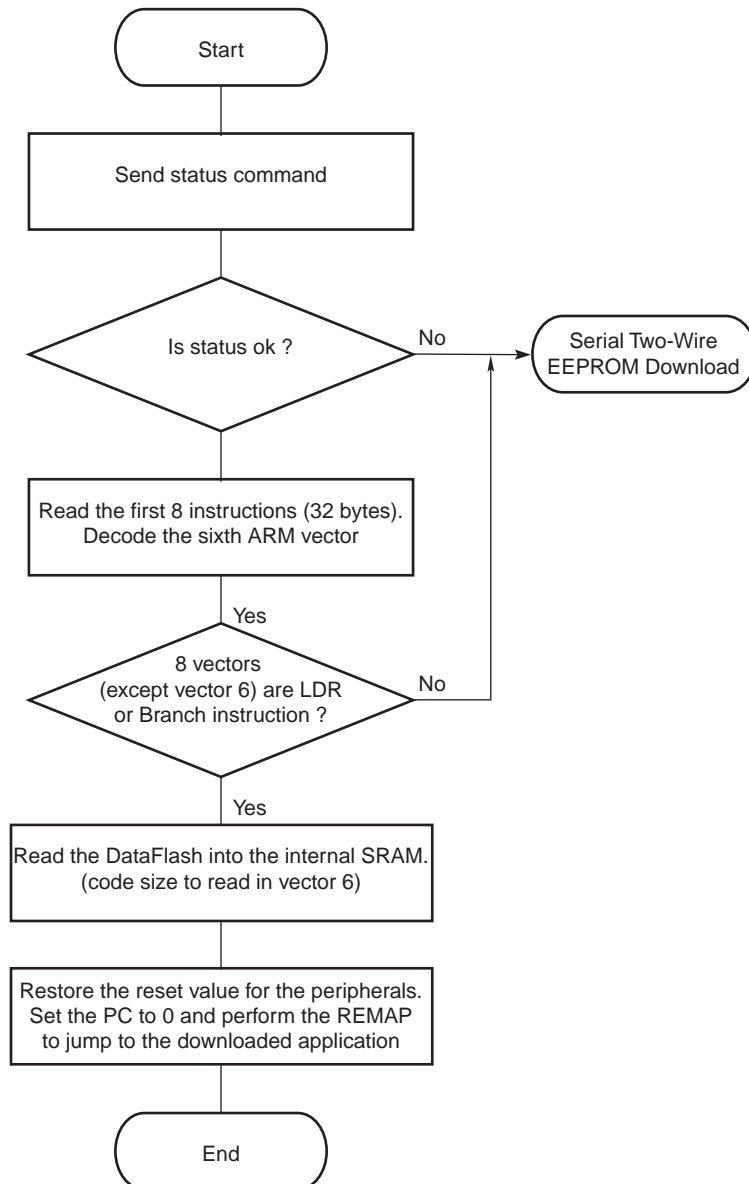 Start
Send status command
Is status ok ?
No
Serial Two-Wire
EEPROM Download
Read the first 8 instructions (32 bytes).
Decode the sixth ARM vector
Yes
8 vectors
(except vector 6) are LDR
or Branch instruction ?
No
Yes
Read the DataFlash into the internal SRAM.
(code size to read in vector 6)
Restore the reset value for the peripherals.
Set the PC to 0 and perform the REMAP
to jump to the downloaded application
End